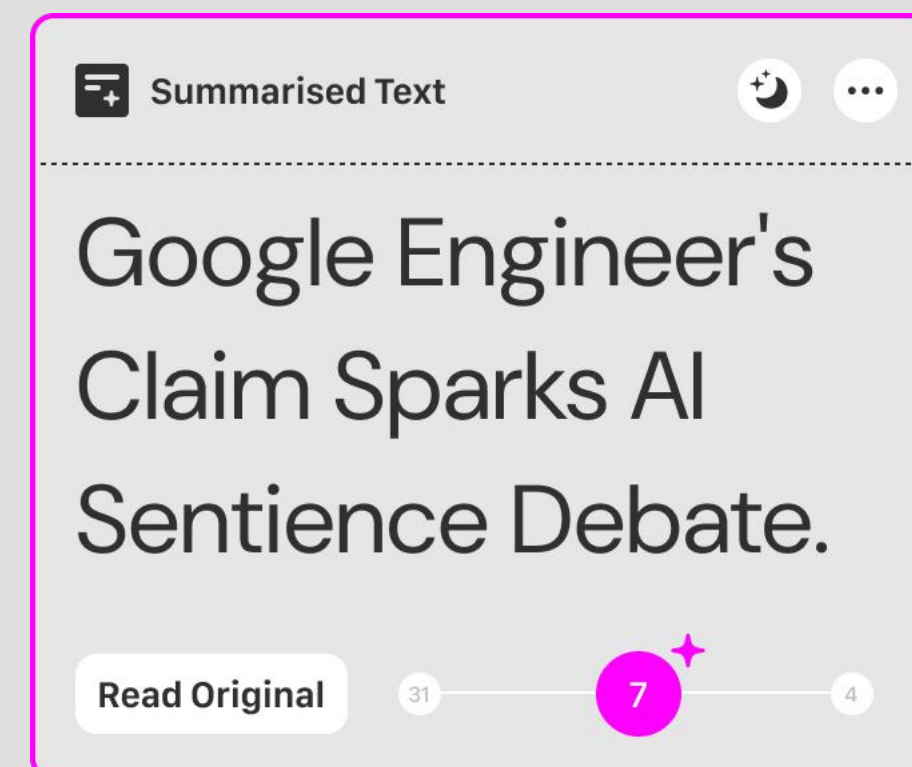 Summarised Text
Google Engineer's
Claim Sparks AI
Sentience Debate.
Read Original
31
7
4